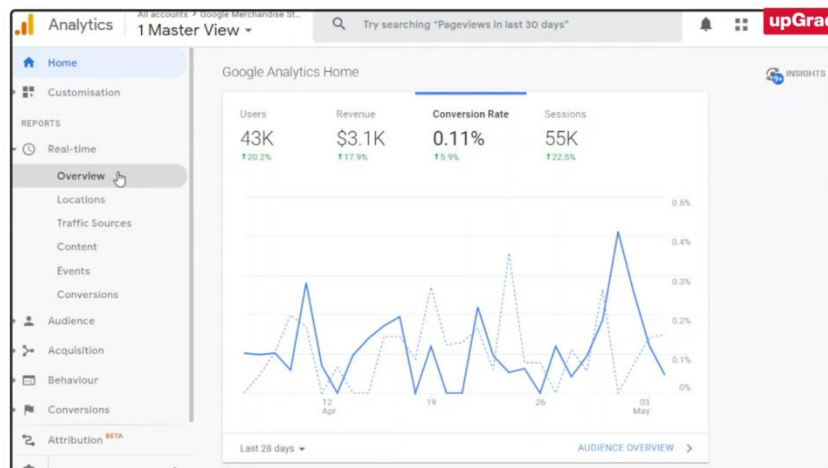 Analytics
All accounts > Google Merchandise St...
1 Master View
Try searching "Pageviews in last 30 days"
upGrad
Home
Customisation
REPORTS
Real-time
Overview
Locations
Traffic Sources
Content
Events
Conversions
Audience
Acquisition
Behaviour
Conversions
Attribution BETA
Google Analytics Home
9+ INSIGHTS
Users
43K
↑20.2%
Revenue
$3.1K
↑17.9%
Conversion Rate
0.11%
↑5.9%
Sessions
55K
↑22.5%
0.5%
0.4%
0.3%
0.2%
0.1%
0%
12
Apr
19
26
03
May
Last 28 days
AUDIENCE OVERVIEW >